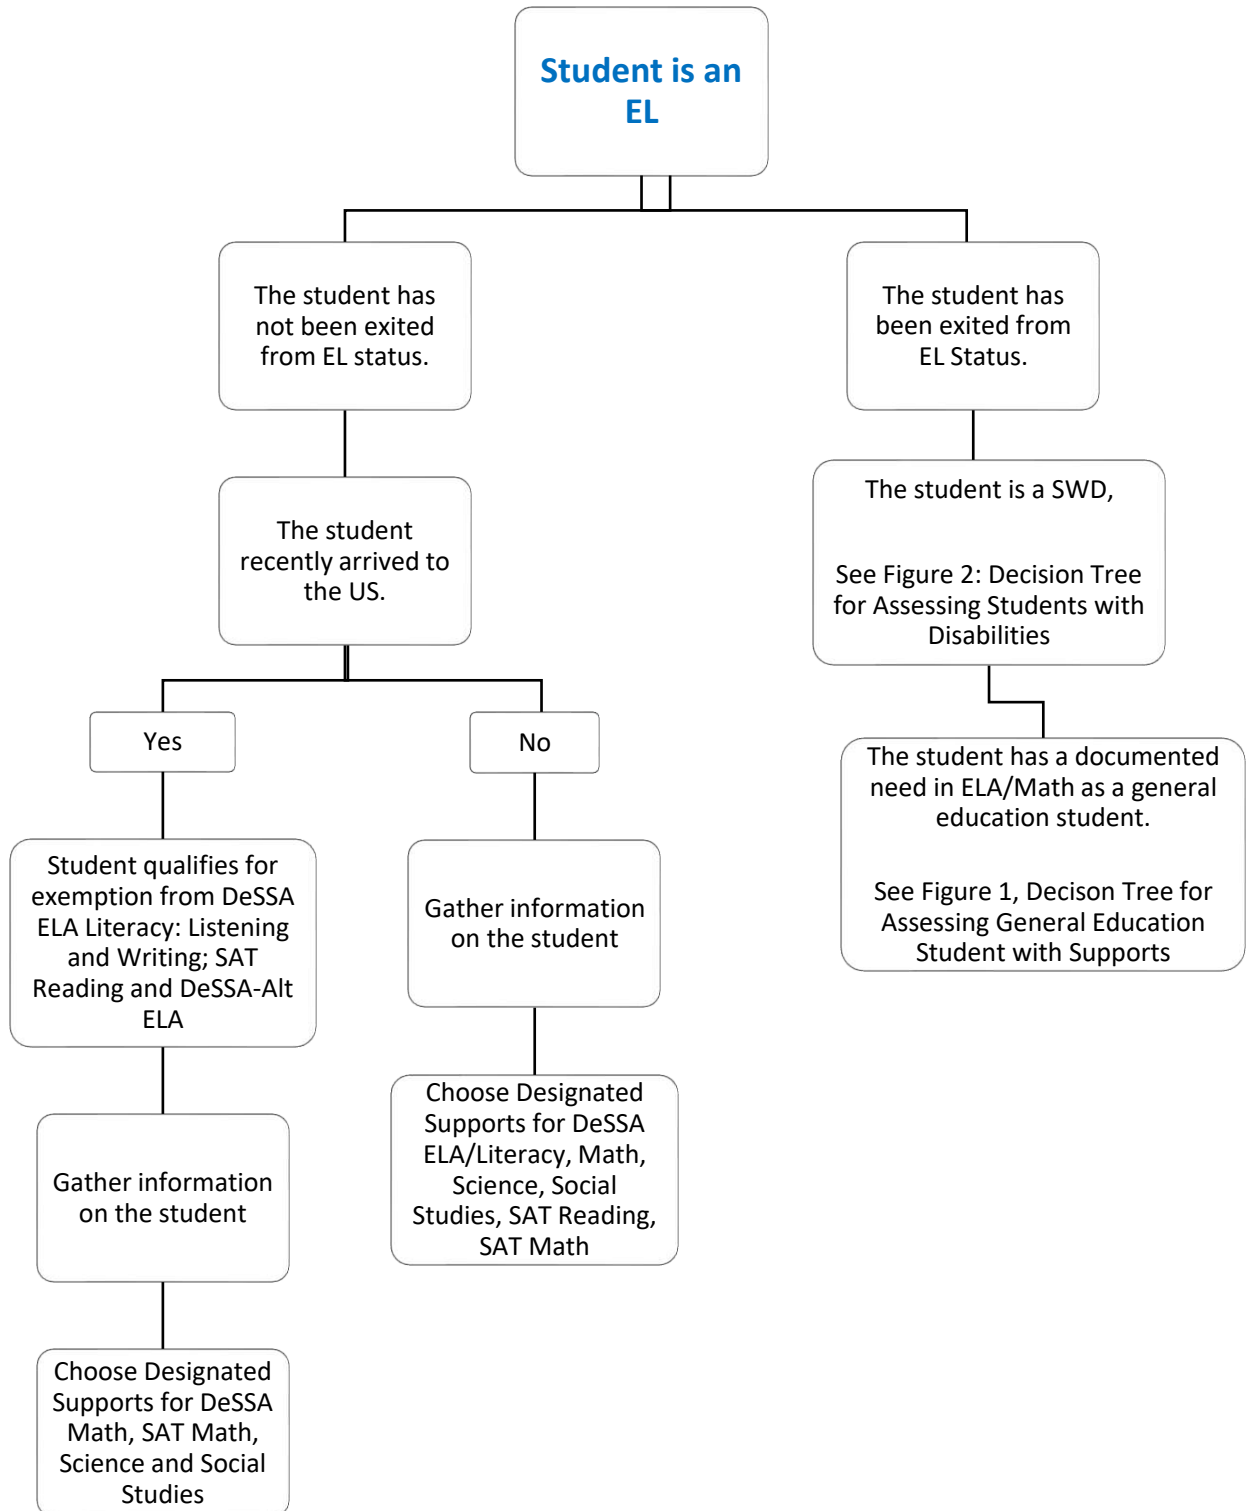 Student is an
EL
The student has
not been exited
from EL status.
The student has
been exited from
EL Status.
The student
recently arrived to
the US.
The student is a SWD,
See Figure 2: Decision Tree
for Assessing Students with
Disabilities
Yes
No
The student has a documented
need in ELA/Math as a general
education student.
See Figure 1, Decison Tree for
Assessing General Education
Student with Supports
Student qualifies for
exemption from DeSSA
ELA Literacy: Listening
and Writing; SAT
Reading and DeSSA-Alt
ELA
Gather information
on the student
Gather information
on the student
Choose Designated
Supports for DeSSA
ELA/Literacy, Math,
Science, Social
Studies, SAT Reading,
SAT Math
Choose Designated
Supports for DeSSA
Math, SAT Math,
Science and Social
Studies